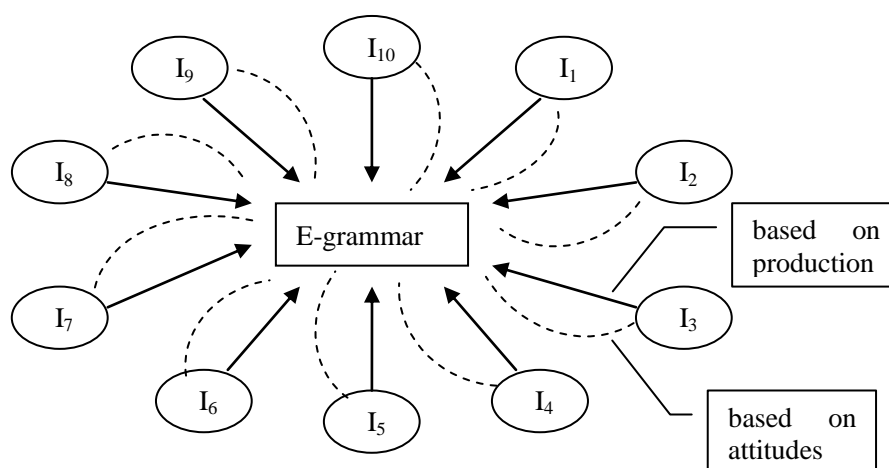 I₁₀
I₉
I₁
I₈
I₂
E-grammar
based on
production
I₇
I₃
I₆
I₅
I₄
based on
attitudes